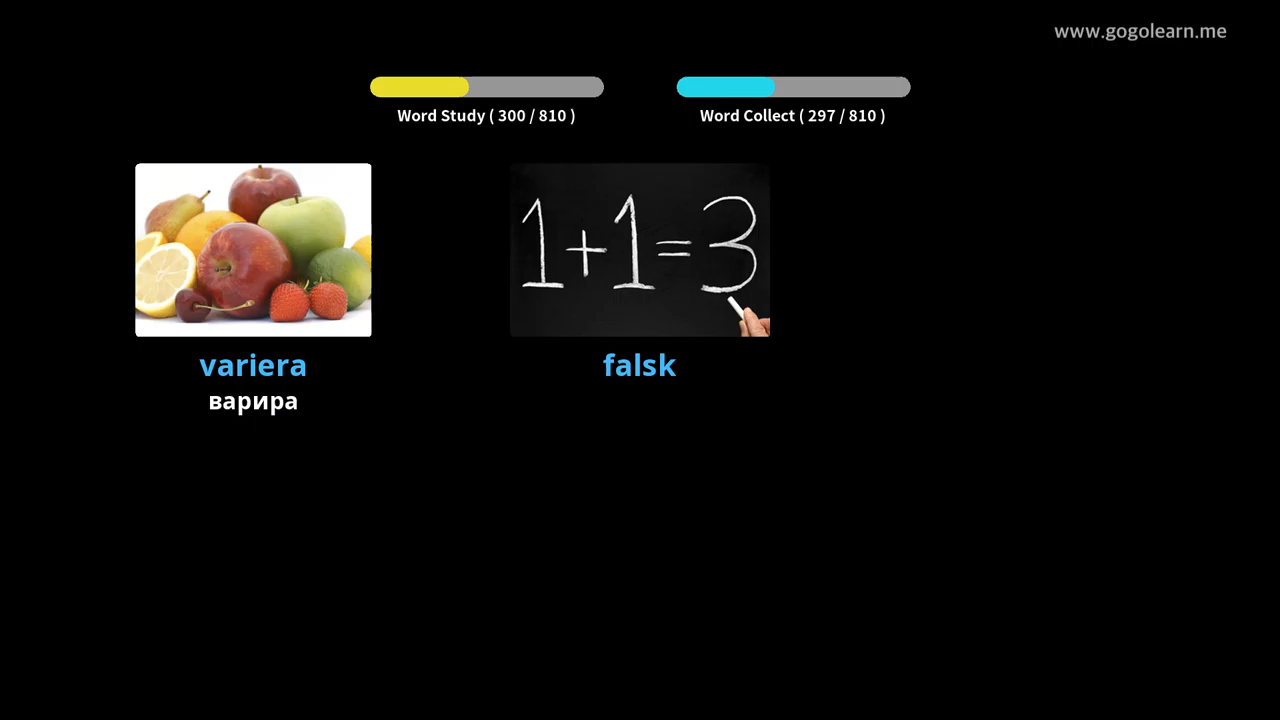 www.gogolearn.me
Word Study ( 300 / 810 )
Word Collect ( 297 / 810 )
1+1=3
variera
falsk
варира